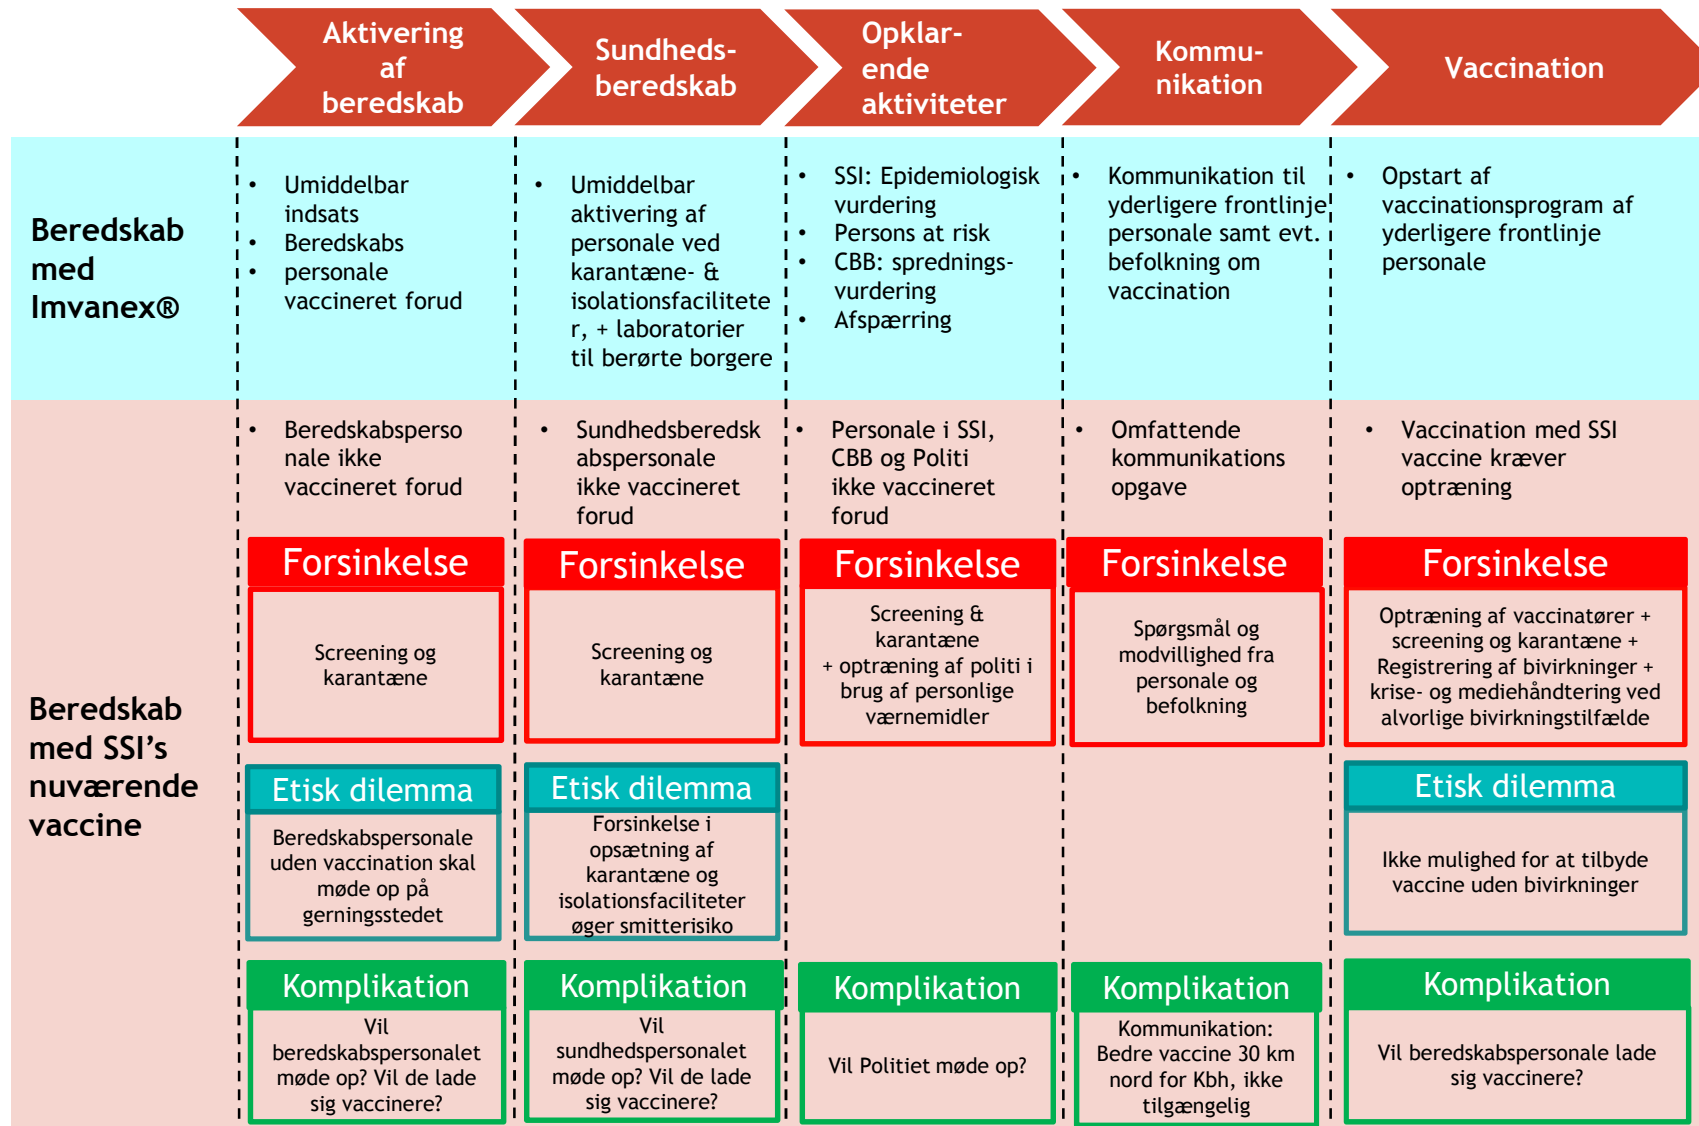 Aktivering
af
beredskab
Sundheds-
beredskab
Opklar-
ende
aktiviteter
Kommu-
nikation
Vaccination
Beredskab
med
Imvanex®
• Umiddelbar
indsats
• Beredskabs
• personale
vaccineret forud
• Umiddelbar
aktivering af
personale ved
karantæne- &
isolationsfacilitete
r, + laboratorier
til berørte borgere
• SSI: Epidemiologisk
vurdering
• Persons at risk
• CBB: sprednings-
vurdering
• Afspærring
• Kommunikation til
yderligere frontlinje
personale samt evt.
befolkning om
vaccination
• Opstart af
vaccinationsprogram af
yderligere frontlinje
personale
Beredskab
med SSI’s
nuværende
vaccine
• Beredskabsperso
nale ikke
vaccineret forud
• Sundhedsberedsk
abspersonale
ikke vaccineret
forud
• Personale i SSI,
CBB og Politi
ikke vaccineret
forud
• Omfattende
kommunikations
opgave
• Vaccination med SSI
vaccine kræver
optræning
Forsinkelse
Screening og
karantæne
Forsinkelse
Screening og
karantæne
Forsinkelse
Screening &
karantæne
+ optræning af politi i
brug af personlige
værnemidler
Forsinkelse
Spørgsmål og
modvillighed fra
personale og
befolkning
Forsinkelse
Optræning af vaccinatører +
screening og karantæne +
Registrering af bivirkninger +
krise- og mediehåndtering ved
alvorlige bivirkningstilfælde
Etisk dilemma
Beredskabspersonale
uden vaccination skal
møde op på
gerningsstedet
Etisk dilemma
Forsinkelse i
opsætning af
karantæne og
isolationsfaciliteter
øger smitterisiko
Etisk dilemma
Ikke mulighed for at tilbyde
vaccine uden bivirkninger
Komplikation
Vil
beredskabspersonalet
møde op? Vil de lade
sig vaccinere?
Komplikation
Vil
sundhedspersonalet
møde op? Vil de lade
sig vaccinere?
Komplikation
Vil Politiet møde op?
Komplikation
Kommunikation:
Bedre vaccine 30 km
nord for Kbh, ikke
tilgængelig
Komplikation
Vil beredskabspersonale lade
sig vaccinere?